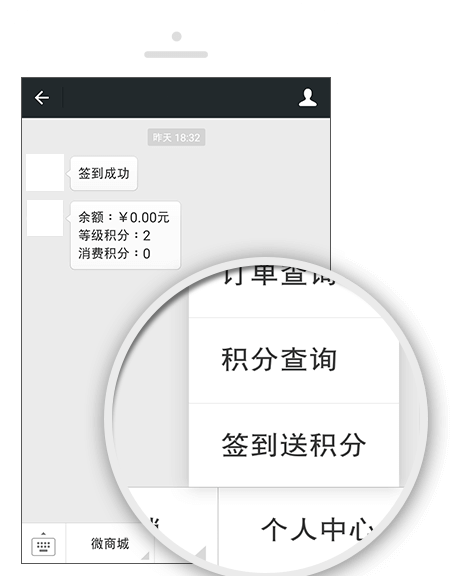 昨天 18:32
签到成功
余额：￥0.00元
等级积分：2
消费积分：0
订单查询
积分查询
签到送积分
微商城
个人中心